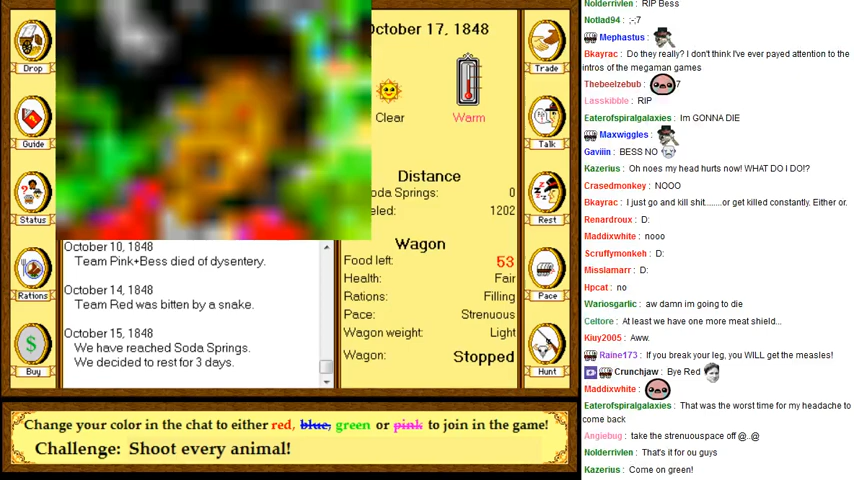 Drop
Guide
Status
Rations
Buy
October 10, 1848
Team Pink+Bess died of dysentery.
October 14, 1848
Team Red was bitten by a snake.
October 15, 1848
We have reached Soda Springs.
We decided to rest for 3 days.
October 17, 1848
Clear
Warm
Distance
Soda Springs: 0
eled: 1202
Wagon
Food left: 53
Health: Fair
Rations: Filling
Pace: Strenuous
Wagon weight: Light
Wagon: Stopped
Trade
Talk
Rest
Pace
Hunt
Change your color in the chat to either red, blue, green or pink to join in the game!
Challenge: Shoot every animal!
Nolderrivlen: RIP Bess
Notlad94 : ;-;7
Mephastus:
Bkayrac: Do they really? I don't think I've ever payed attention to the
intros of the megaman games
Thebeelzebub: 7
Lasskibble : RIP
Eaterofspiralgalaxies : Im GONNA DIE
Maxwiggles :
Gaviiin: BESS NO
Kazerius : Oh noes my head hurts now! WHAT DO I DO!?
Crasedmonkey : NOOO
Bkayrac: I just go and kill shit........or get killed constantly. Either or.
Renardroux : D:
Maddixwhite : nooo
Scruffymonkeh : D:
Misslamarr : D:
Hpcat : no
Wariosgarlic : aw damn im going to die
Celtore : At least we have one more meat shield...
Kiuy2005 : Aww.
Raine173 : If you break your leg, you WILL get the measles!
Crunchjaw : Bye Red
Maddixwhite :
Eaterofspiralgalaxies : That was the worst time for my headache to
come back
Angiebug : take the strenuouspace off @..@
Nolderrivlen : That's it for ou guys
Kazerius : Come on green!